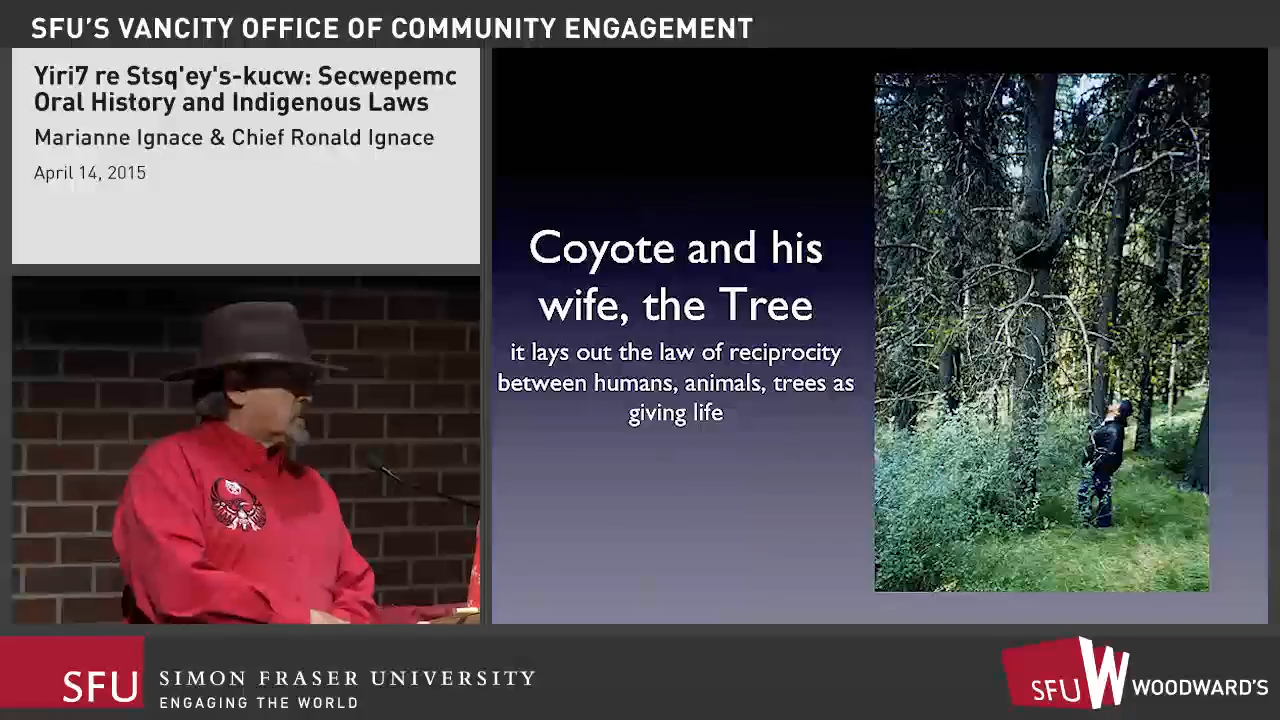 SFU'S VANCITY OFFICE OF COMMUNITY ENGAGEMENT
Yiri7 re Stsq'ey's-kucw: Secwepemc
Oral History and Indigenous Laws
Marianne Ignace & Chief Ronald Ignace
April 14, 2015
Coyote and his
wife, the Tree
it lays out the law of reciprocity
between humans, animals, trees as
giving life
SFU
SIMON FRASER UNIVERSITY
ENGAGING THE WORLD
SFU W WOODWARD'S